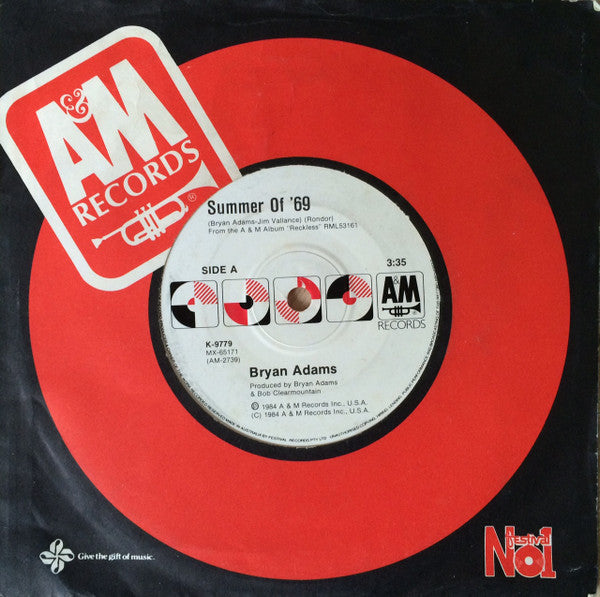 A&M
RECORDS
®
Summer Of '69
(Bryan Adams-Jim Vallance) (Rondor)
From the A & M Album "Reckless" RML53161
SIDE A
3:35
A&M
RECORDS
K-9779
MX-65171
(AM-2739)
Bryan Adams
Produced by Bryan Adams
& Bob Clearmountain
℗ 1984 A & M Records Inc., U.S.A.
(C) 1984 A & M Records Inc., U.S.A.
Give the gift of music.
Festival
No1